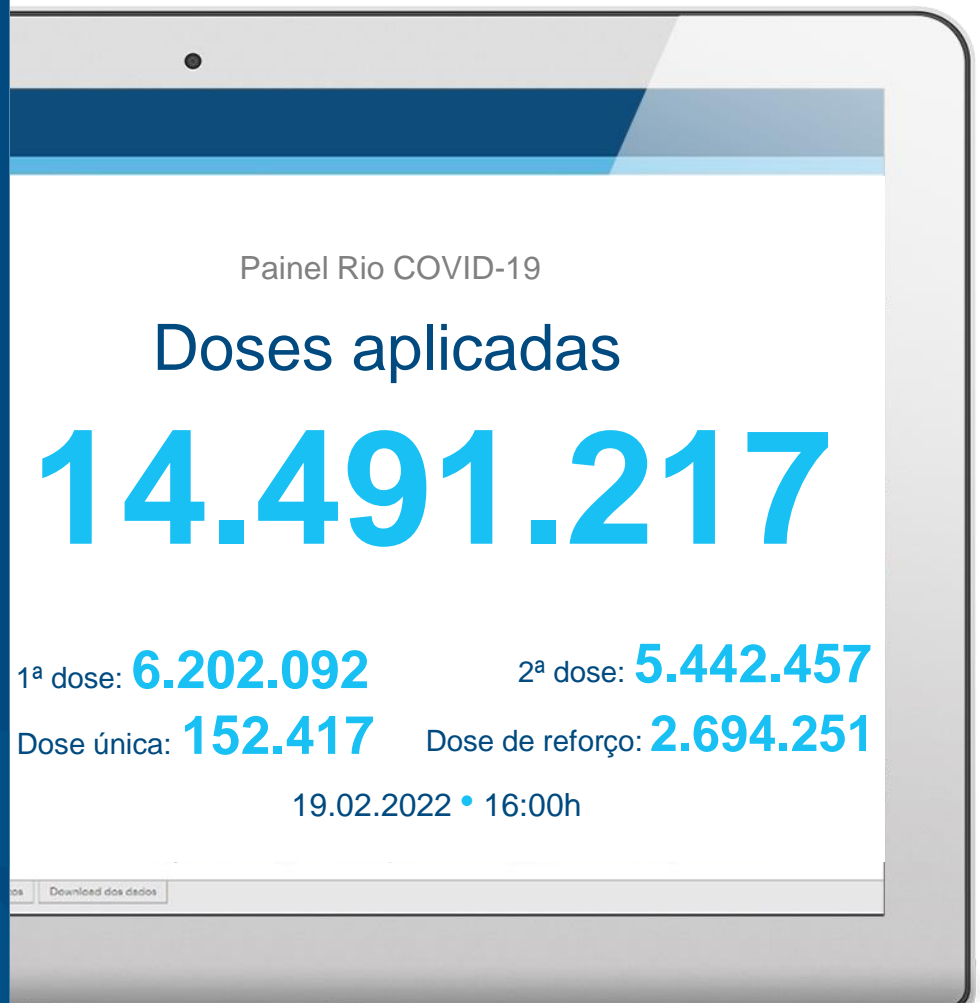 Painel Rio COVID-19
Doses aplicadas
14.491.217
1ª dose: 6.202.092 2ª dose: 5.442.457
Dose única: 152.417 Dose de reforço: 2.694.251
19.02.2022 • 16:00h
Download dos dados